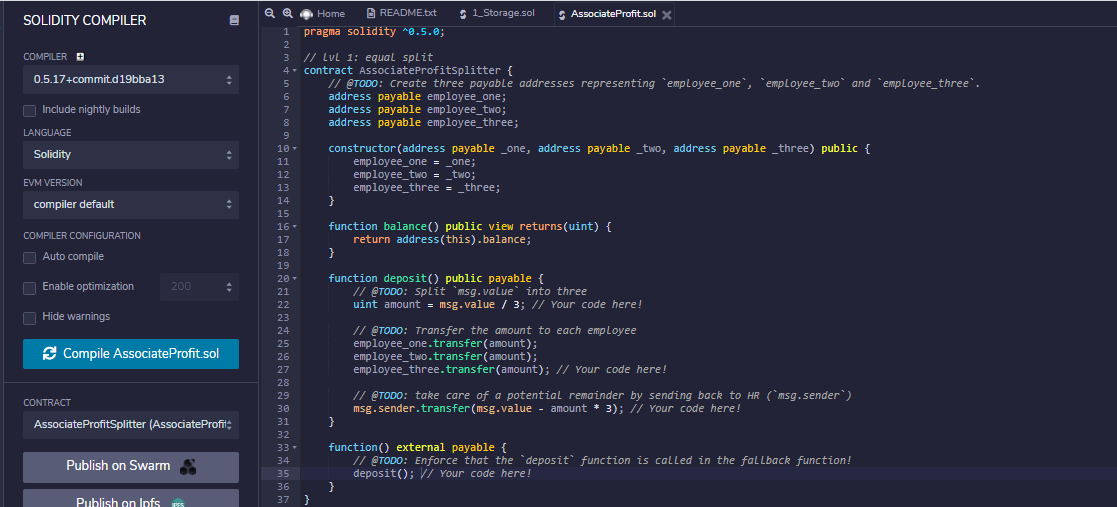 SOLIDITY COMPILER
COMPILER
0.5.17+commit.d19bba13
Include nightly builds
LANGUAGE
Solidity
EVM VERSION
compiler default
COMPILER CONFIGURATION
Auto compile
Enable optimization
200
Hide warnings
Compile AssociateProfit.sol
CONTRACT
AssociateProfitSplitter (AssociateProfi
Publish on Swarm
Publish on Ipfs
IPFS
Home README.txt 1_Storage.sol AssociateProfit.sol
1 pragma solidity ^0.5.0;
2
3 // lvl 1: equal split
4 contract AssociateProfitSplitter {
5 // @TODO: Create three payable addresses representing `employee_one`, `employee_two` and `employee_three`.
6 address payable employee_one;
7 address payable employee_two;
8 address payable employee_three;
9
10 constructor(address payable _one, address payable _two, address payable _three) public {
11 employee_one = _one;
12 employee_two = _two;
13 employee_three = _three;
14 }
15
16 function balance() public view returns(uint) {
17 return address(this).balance;
18 }
19
20 function deposit() public payable {
21 // @TODO: Split `msg.value` into three
22 uint amount = msg.value / 3; // Your code here!
23
24 // @TODO: Transfer the amount to each employee
25 employee_one.transfer(amount);
26 employee_two.transfer(amount);
27 employee_three.transfer(amount); // Your code here!
28
29 // @TODO: take care of a potential remainder by sending back to HR (`msg.sender`)
30 msg.sender.transfer(msg.value - amount * 3); // Your code here!
31 }
32
33 function() external payable {
34 // @TODO: Enforce that the `deposit` function is called in the fallback function!
35 deposit(); // Your code here!
36 }
37 }